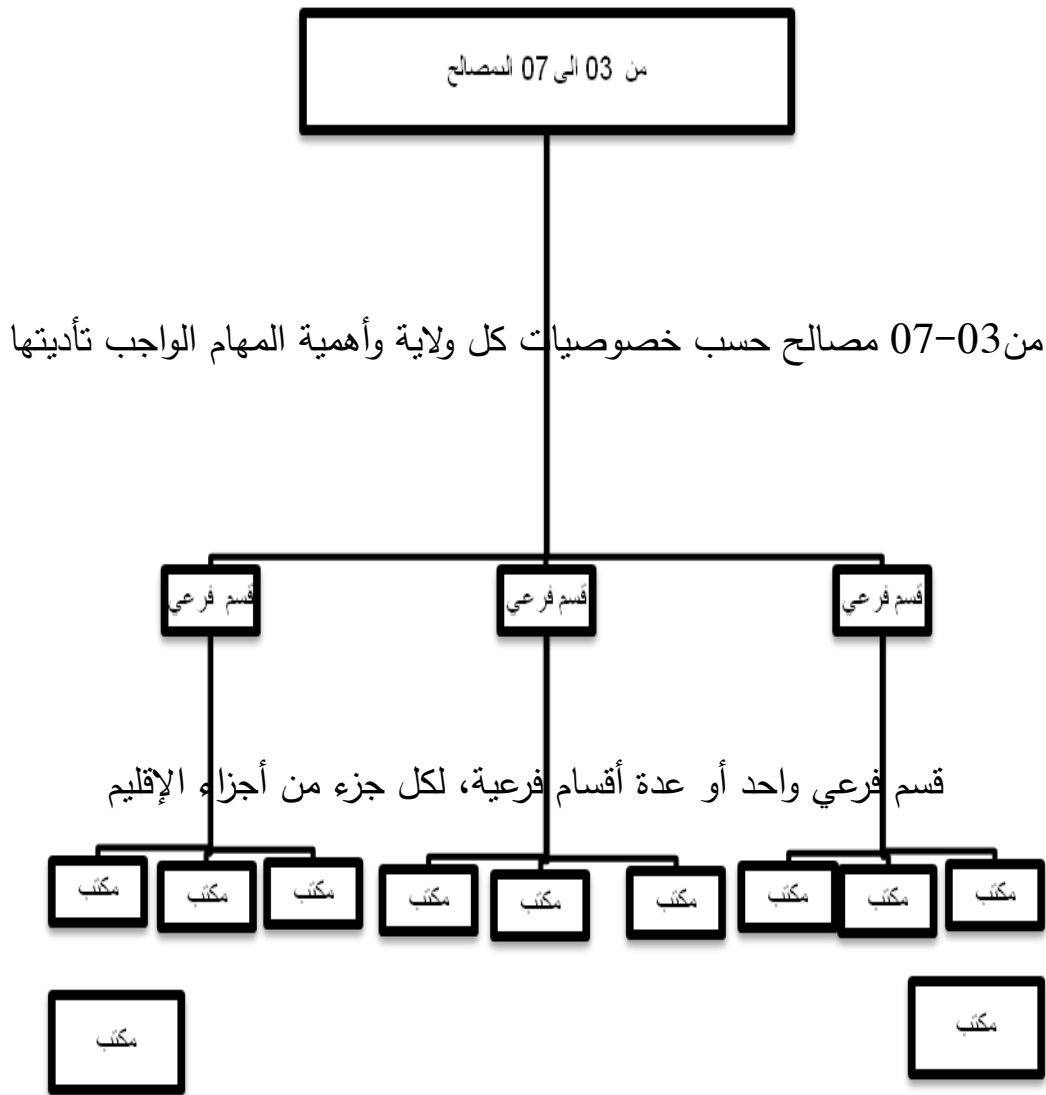 من 03 الى 07 المصالح
من03-07 مصالح حسب خصوصيات كل ولاية وأهمية المهام الواجب تأديتها
قسم فرعي
قسم فرعي
قسم فرعي
قسم فرعي واحد أو عدة أقسام فرعية، لكل جزء من أجزاء الإقليم
مكتب
مكتب
مكتب
مكتب
مكتب
مكتب
مكتب
مكتب
مكتب
مكتب
مكتب